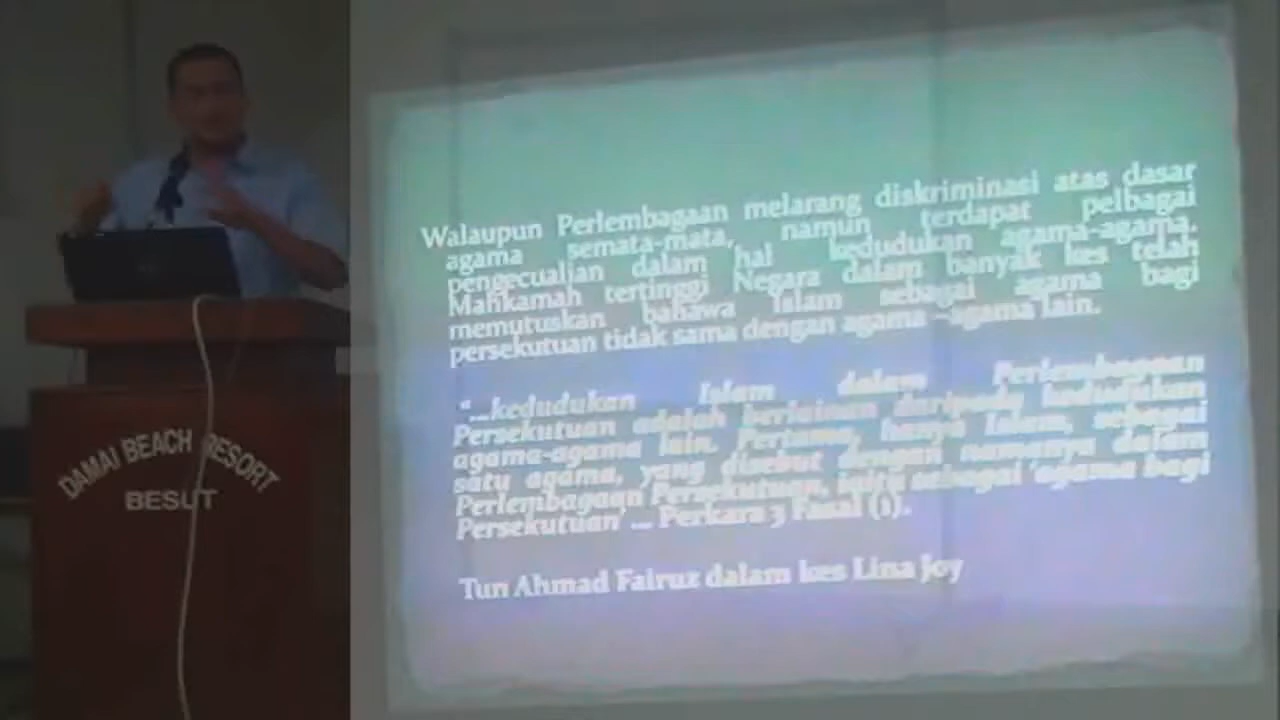 Walaupun Perlembagaan melarang diskriminasi atas dasar
agama semata-mata, namun terdapat pelbagai
pengecualian dalam hal kedudukan agama-agama.
Mahkamah tertinggi Negara dalam banyak kes telah
memutuskan bahawa Islam sebagai agama bagi
persekutuan tidak sama dengan agama –agama lain.
“...kedudukan Islam dalam Perlembagaan
Persekutuan adalah berlainan daripada kedudukan
agama-agama lain. Pertama, hanya Islam, sebagai
satu agama, yang disebut dengan namanya dalam
Perlembagaan Persekutuan, iaitu sebagai ‘agama bagi
Persekutuan’ ... Perkara 3 Fasal (1).
Tun Ahmad Fairuz dalam kes Lina Joy
DAMAI BEACH RESORT
BESUT